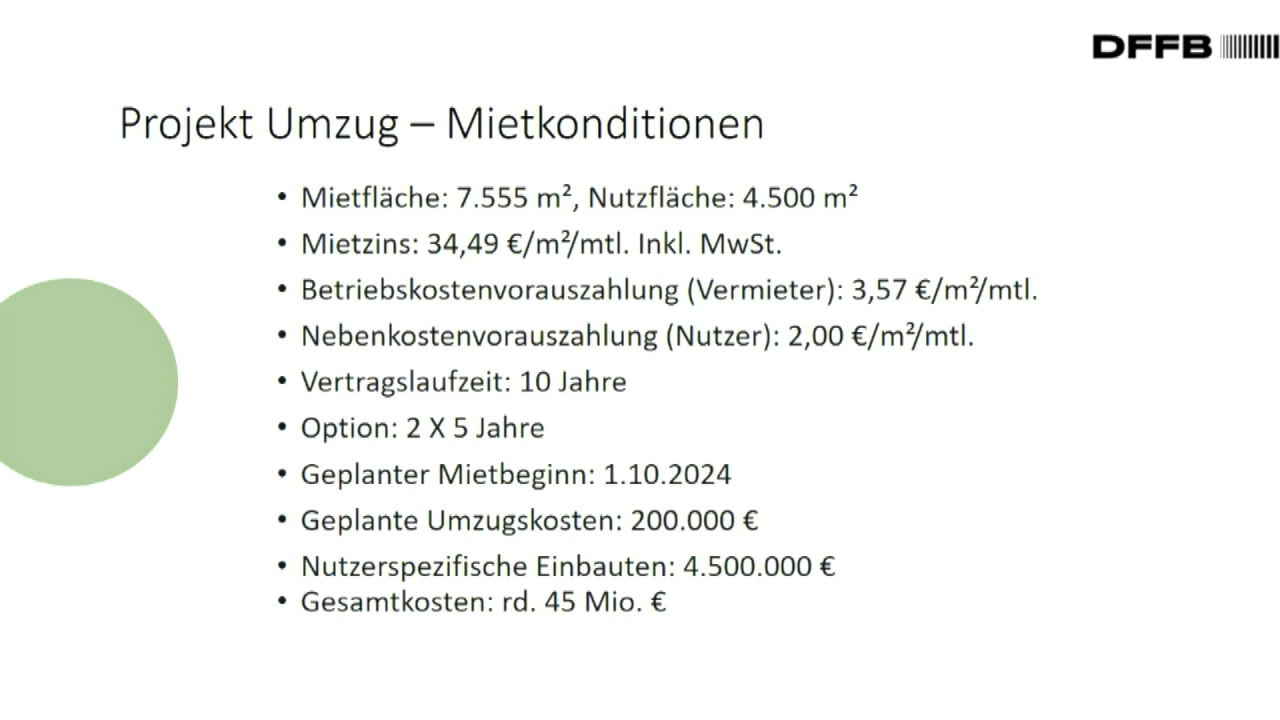 DFFB
Projekt Umzug – Mietkonditionen
• Mietfläche: 7.555 m², Nutzfläche: 4.500 m²
• Mietzins: 34,49 €/m²/mtl. Inkl. MwSt.
• Betriebskostenvorauszahlung (Vermieter): 3,57 €/m²/mtl.
• Nebenkostenvorauszahlung (Nutzer): 2,00 €/m²/mtl.
• Vertragslaufzeit: 10 Jahre
• Option: 2 X 5 Jahre
• Geplanter Mietbeginn: 1.10.2024
• Geplante Umzugskosten: 200.000 €
• Nutzerspezifische Einbauten: 4.500.000 €
• Gesamtkosten: rd. 45 Mio. €